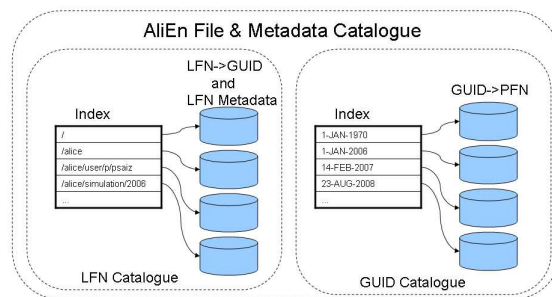 AliEn File & Metadata Catalogue
LFN->GUID
and
LFN Metadata
Index
/
/alice
/alice/user/p/psaiz
/alice/simulation/2006
...
LFN Catalogue
GUID->PFN
Index
1-JAN-1970
1-JAN-2006
14-FEB-2007
23-AUG-2008
...
GUID Catalogue